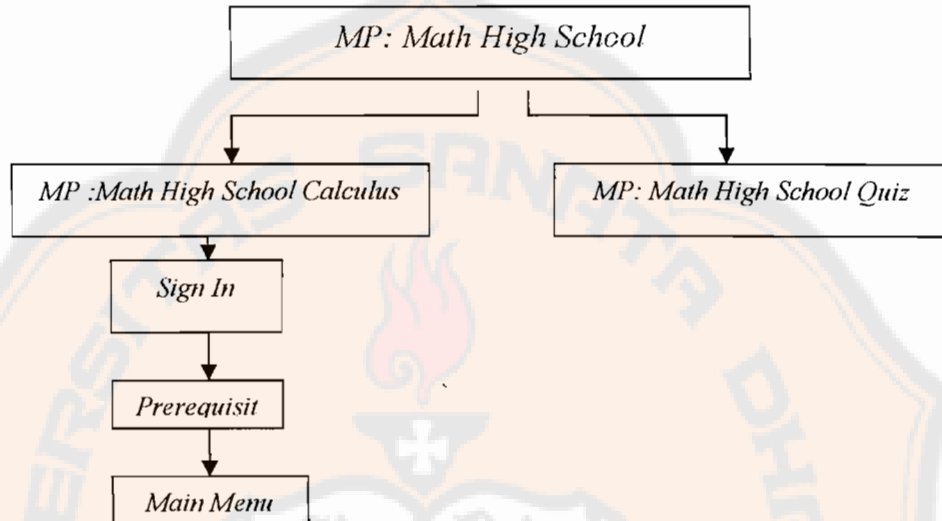 MP: Math High School
MP :Math High School Calculus
MP: Math High School Quiz
Sign In
Prerequisit
Main Menu
SANATA